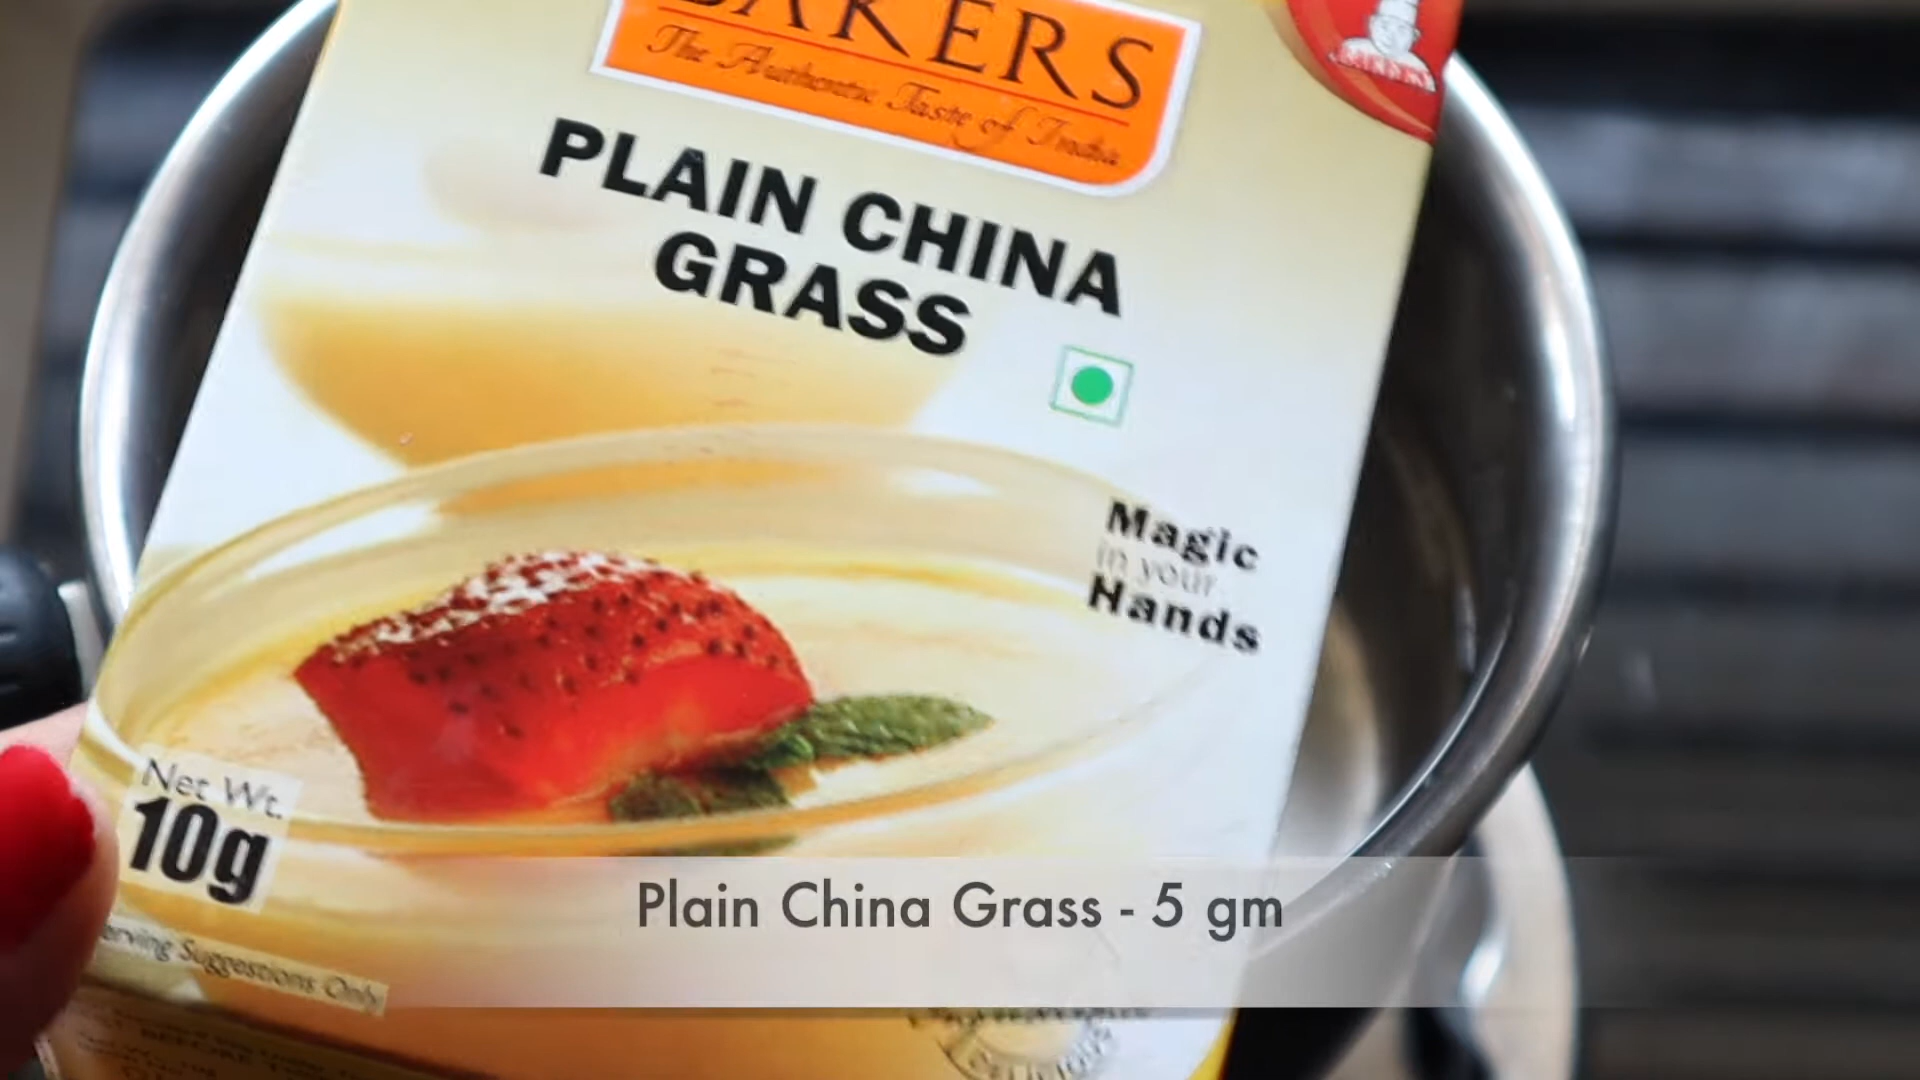 BAKERS
The Authentic Taste of India
PLAIN CHINA
GRASS
Magic
in your
Hands
Net Wt.
10g
Serving Suggestions Only
Plain China Grass - 5 gm